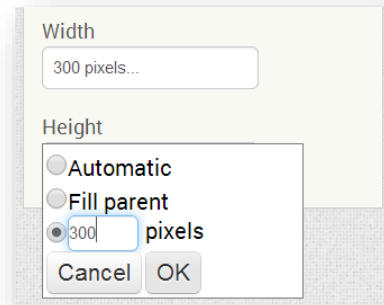 Width
300 pixels...
Height
Automatic
Fill parent
300 pixels
Cancel OK